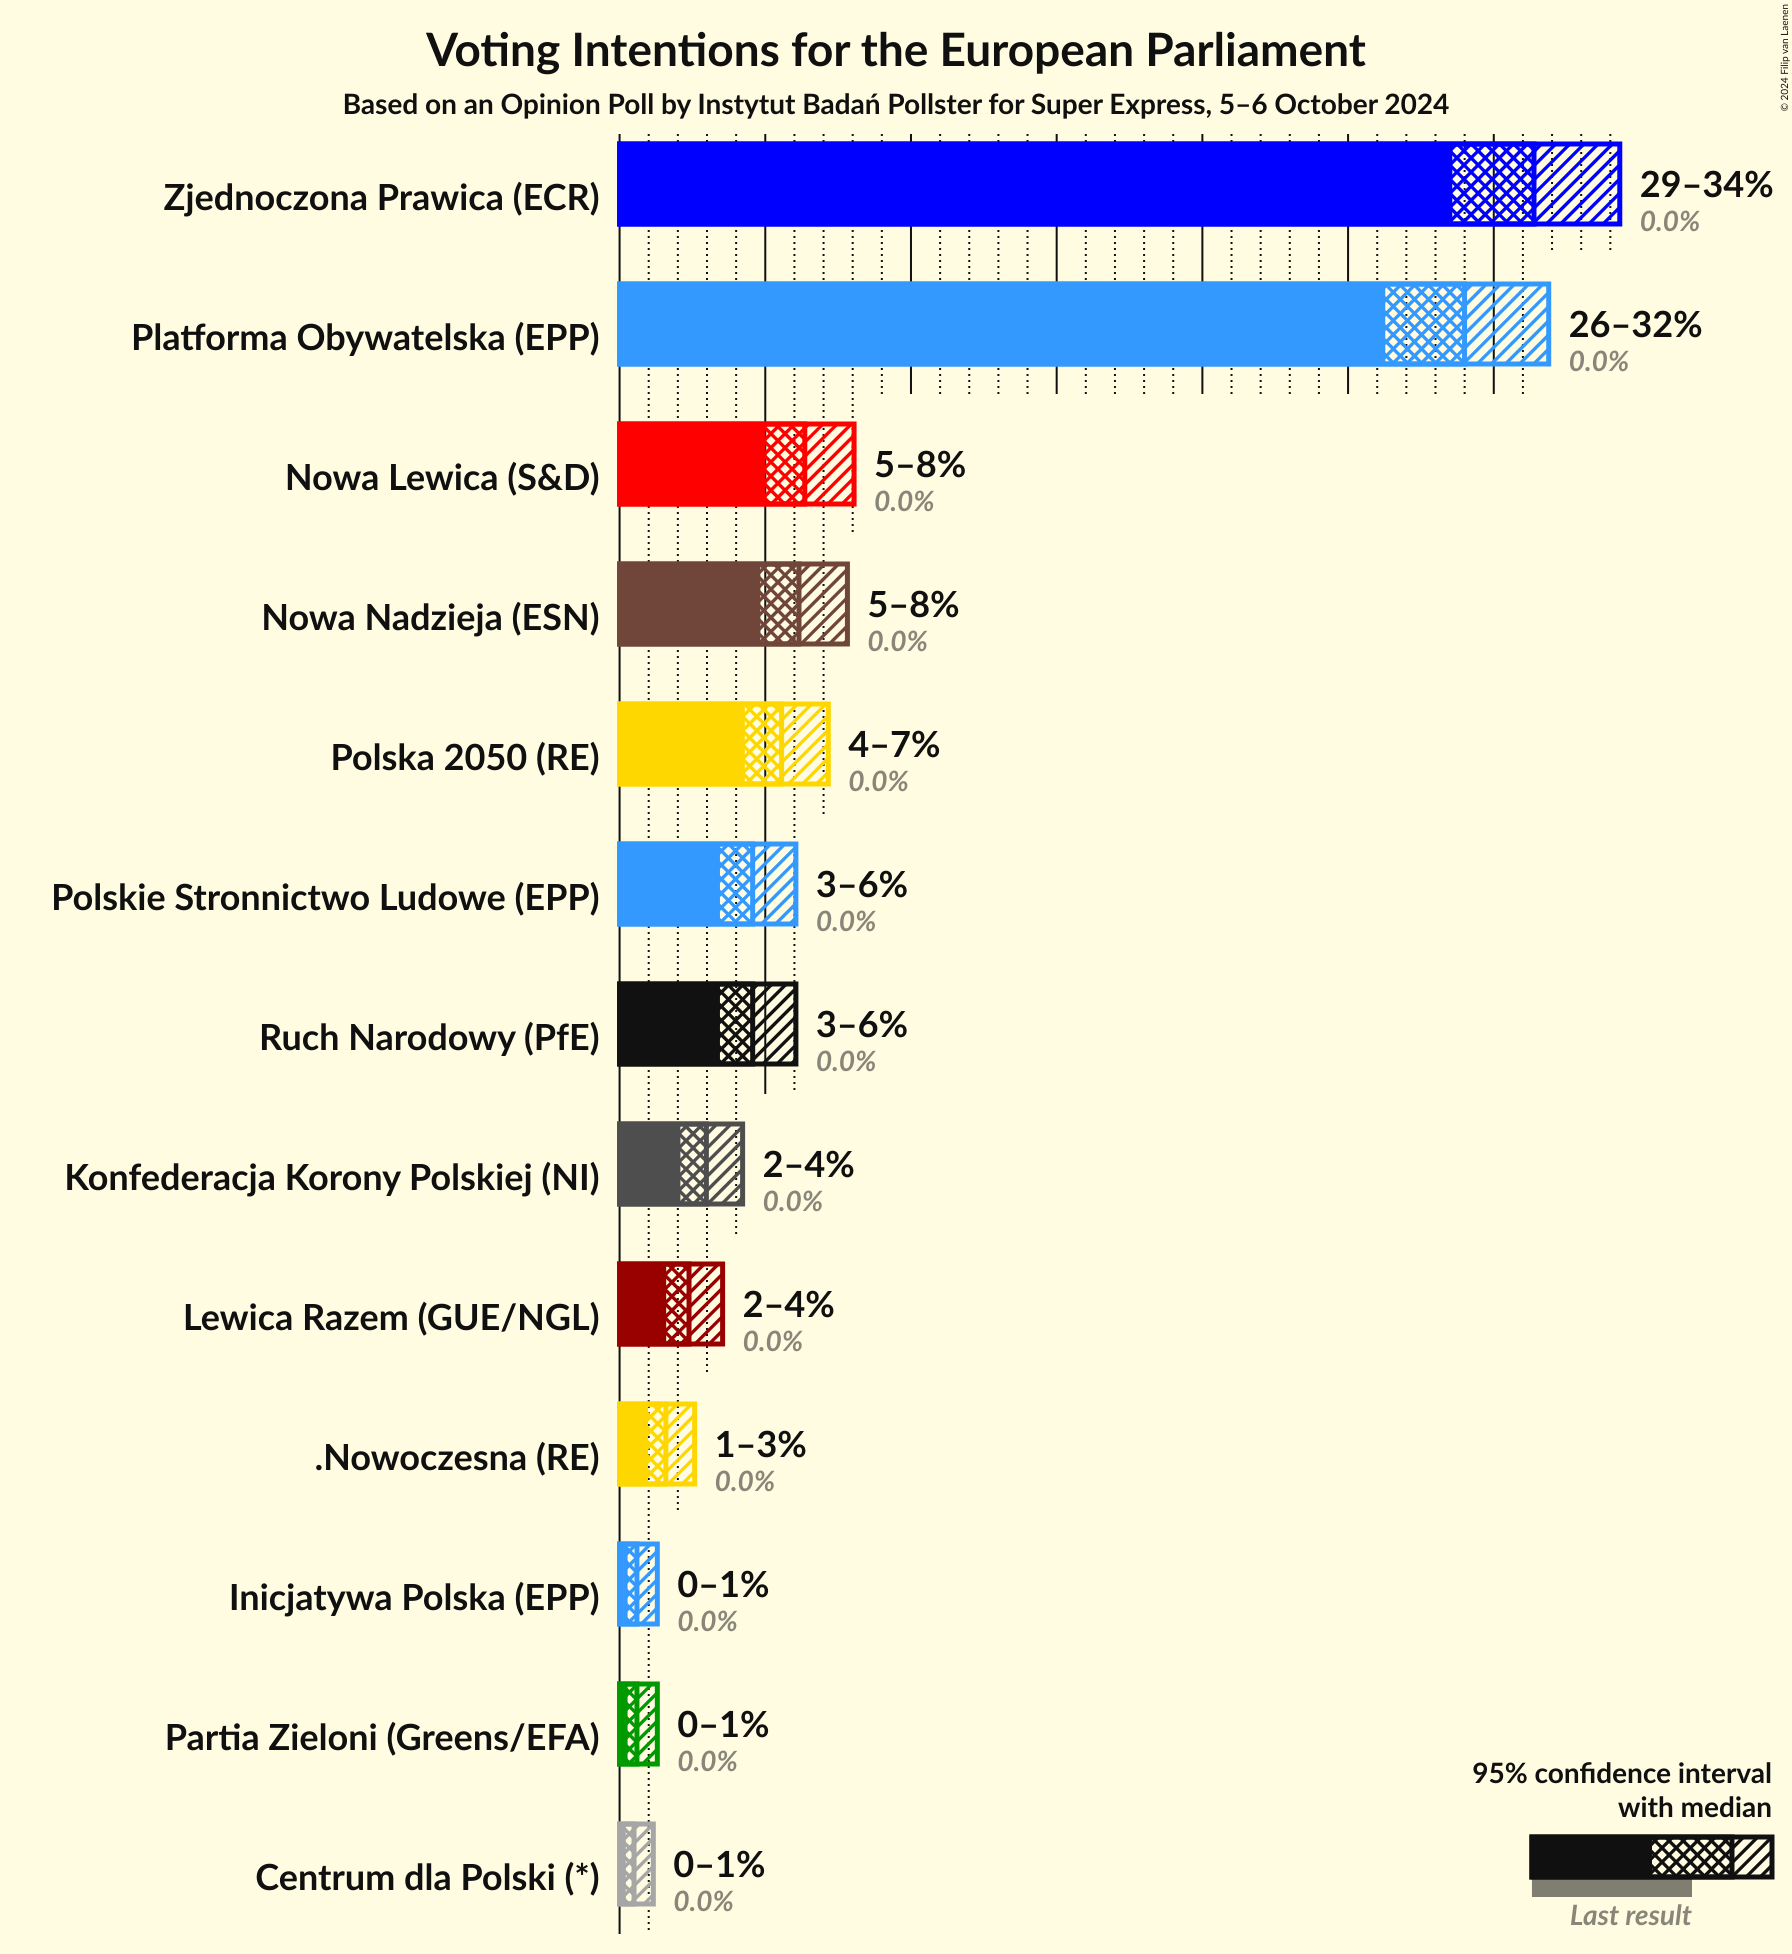 Voting Intentions for the European Parliament
Based on an Opinion Poll by Instytut Badań Pollster for Super Express, 5–6 October 2024
© 2024 Filip van Laenen
Zjednoczona Prawica (ECR)
29–34%
0.0%
Platforma Obywatelska (EPP)
26–32%
0.0%
Nowa Lewica (S&D)
5–8%
0.0%
Nowa Nadzieja (ESN)
5–8%
0.0%
Polska 2050 (RE)
4–7%
0.0%
Polskie Stronnictwo Ludowe (EPP)
3–6%
0.0%
Ruch Narodowy (PfE)
3–6%
0.0%
Konfederacja Korony Polskiej (NI)
2–4%
0.0%
Lewica Razem (GUE/NGL)
2–4%
0.0%
.Nowoczesna (RE)
1–3%
0.0%
Inicjatywa Polska (EPP)
0–1%
0.0%
Partia Zieloni (Greens/EFA)
0–1%
0.0%
Centrum dla Polski (*)
0–1%
0.0%
95% confidence interval
with median
Last result